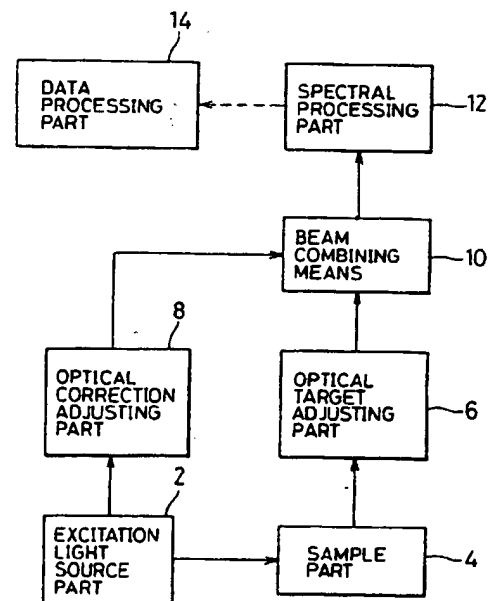 14
DATA
PROCESSING
PART
SPECTRAL
PROCESSING
PART
12
BEAM
COMBINING
MEANS
10
8
OPTICAL
CORRECTION
ADJUSTING
PART
OPTICAL
TARGET
ADJUSTING
PART
6
2
EXCITATION
LIGHT
SOURCE
PART
SAMPLE
PART
4